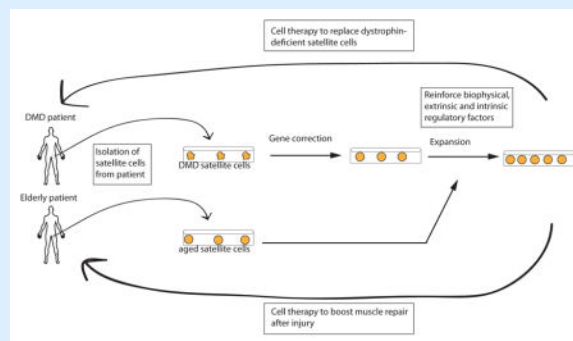 Cell therapy to replace dystrophin-
deficient satellite cells
DMD patient
Isolation of
satellite cells
from patient
DMD satellite cells
Gene correction
Reinforce biophysical,
extrinsic and intrinsic
regulatory factors
Expansion
Elderly patient
aged satellite cells
Cell therapy to boost muscle repair
after injury